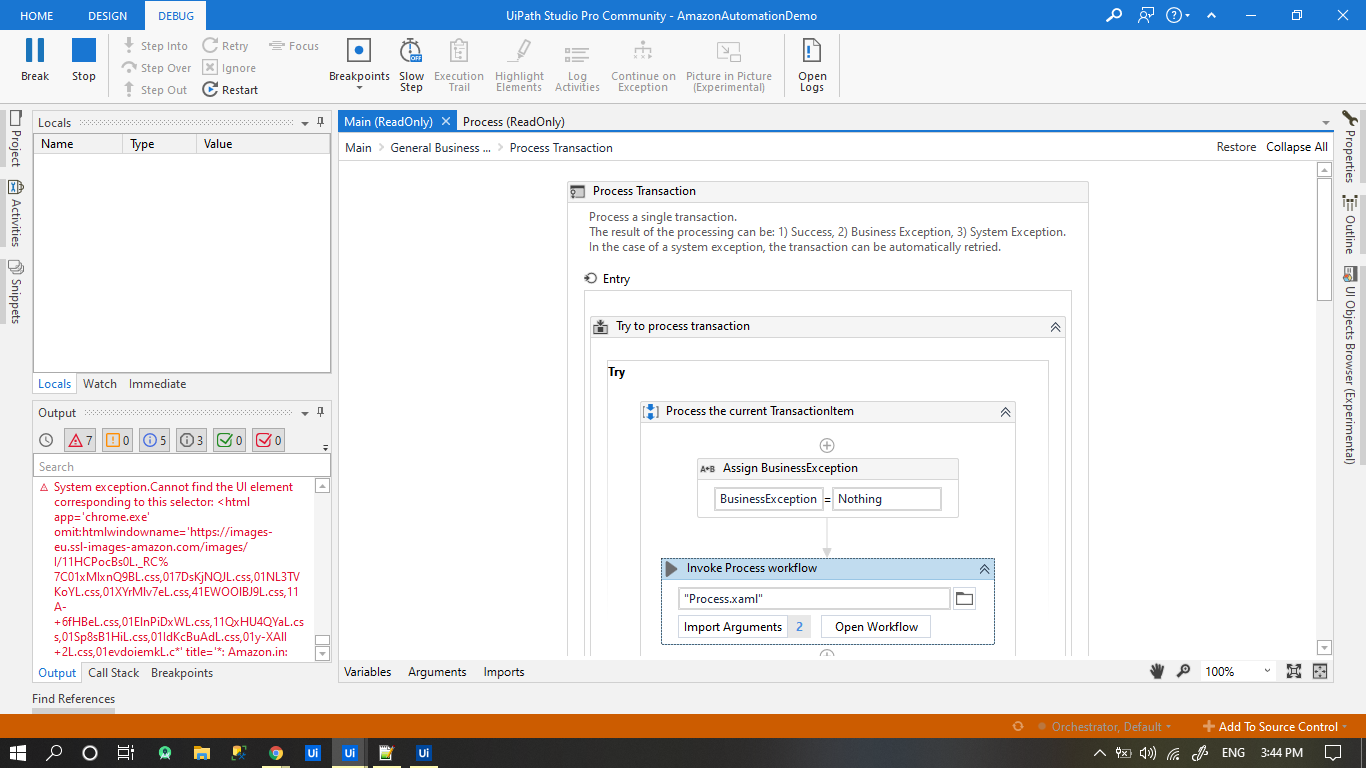 HOME DESIGN DEBUG UiPath Studio Pro Community - AmazonAutomationDemo
Break
Stop
Step Into
Step Over
Step Out
Retry
Ignore
Restart
Focus
Breakpoints
Slow Step
Execution Trail
Highlight Elements
Log Activities
Continue on Exception
Picture in Picture (Experimental)
Open Logs
Project
Activities
Snippets
Locals
Name Type Value
Locals Watch Immediate
Output
7 0 5 3 0 0
Search
System exception.Cannot find the UI element
corresponding to this selector: <html
app='chrome.exe'
omit:htmlwindowname='https://images-
eu.ssl-images-amazon.com/images/
I/11HCPocBs0L._RC%
7C01xMlxnQ9BL.css,017DsKjNQJL.css,01NL3TV
KoYL.css,01XYrMlv7eL.css,41EWOOlBJ9L.css,11
A-
+6fHBeL.css,01ElnPiDxWL.css,11QxHU4QYaL.cs
s,01Sp8sB1HiL.css,01IdKcBuAdL.css,01y-XAlI
+2L.css,01evdoiemkL.c*' title='*: Amazon.in:
Output Call Stack Breakpoints
Find References
Main (ReadOnly) Process (ReadOnly)
Main General Business ... Process Transaction
Restore Collapse All
Process Transaction
Process a single transaction.
The result of the processing can be: 1) Success, 2) Business Exception, 3) System Exception.
In the case of a system exception, the transaction can be automatically retried.
Entry
Try to process transaction
Try
Process the current TransactionItem
A+B Assign BusinessException
BusinessException = Nothing
Invoke Process workflow
"Process.xaml"
Import Arguments 2 Open Workflow
Variables Arguments Imports
100%
Properties
Outline
UI Objects Browser (Experimental)
Orchestrator, Default Add To Source Control
Ui Ui Ui
ENG 3:44 PM